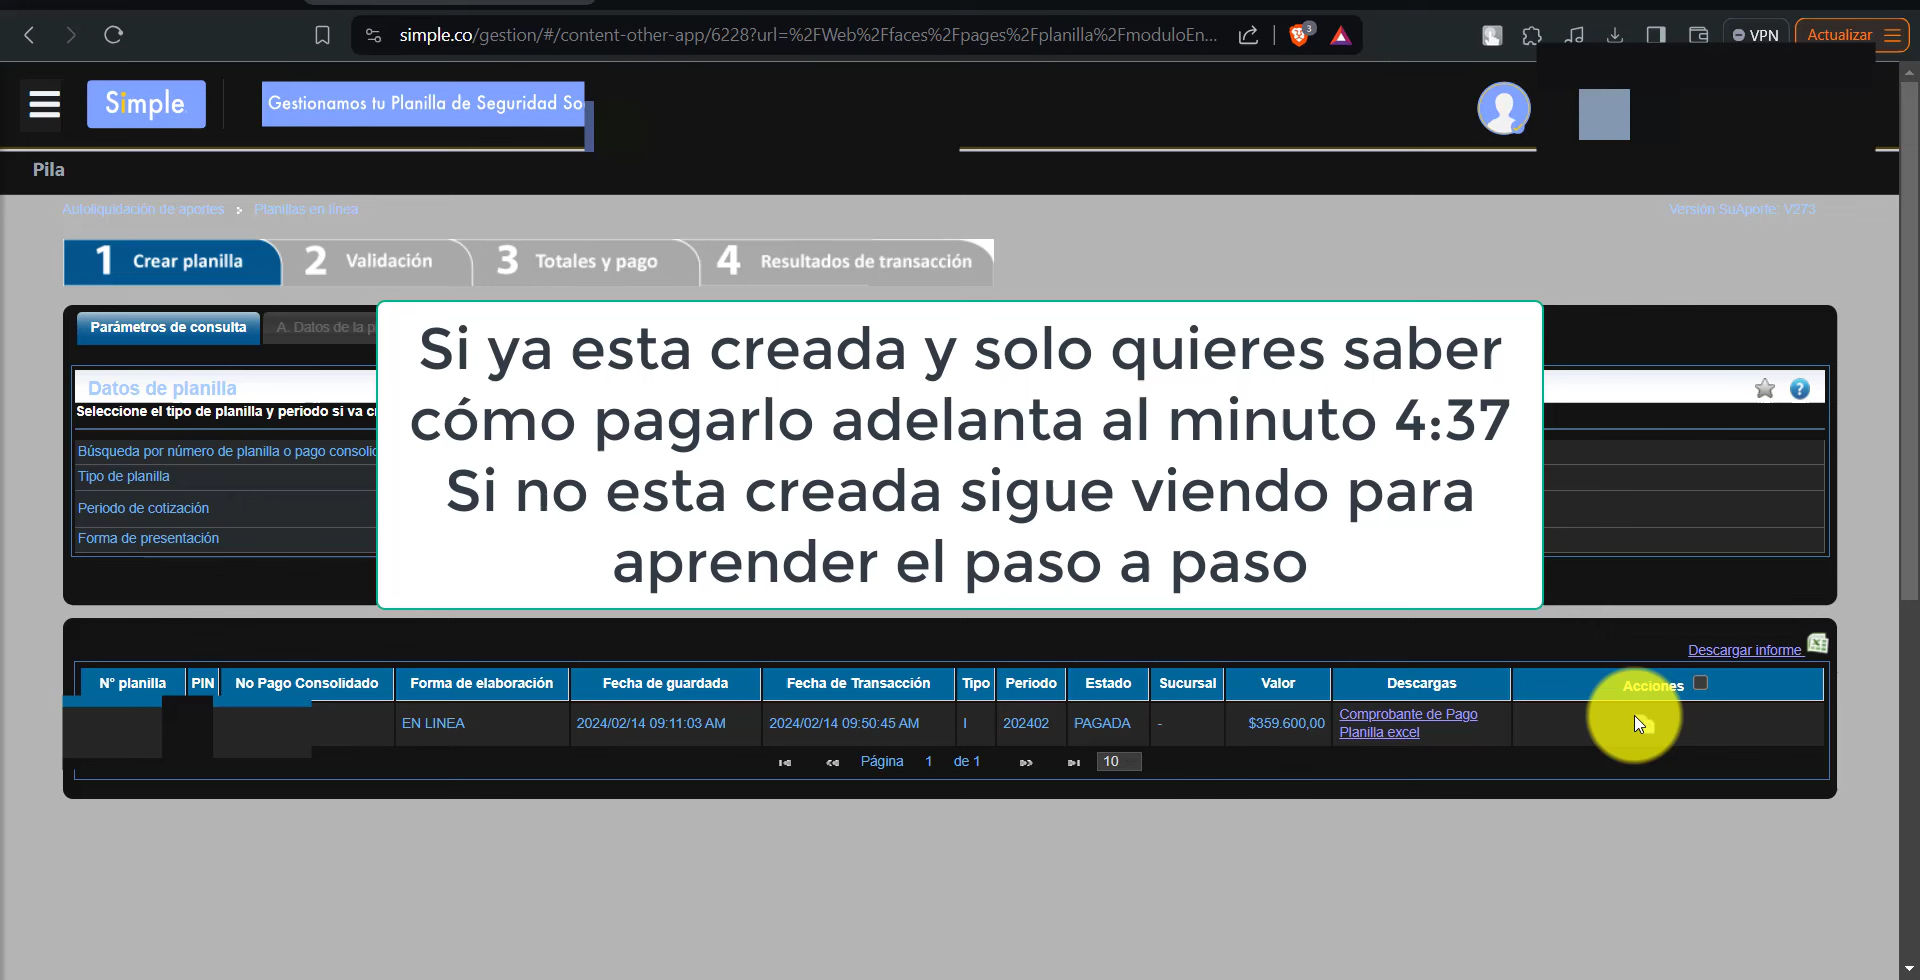 simple.co/gestion/#/content-other-app/6228?url=%2FWeb%2Ffaces%2Fpages%2Fplanilla%2FmoduloEn...
3
VPN
Actualizar
Simple
Gestionamos tu Planilla de Seguridad So
Pila
Autoliquidación de aportes
Planillas en línea
Versión SuAporte: V273
1 Crear planilla
2 Validación
3 Totales y pago
4 Resultados de transacción
Parámetros de consulta
A. Datos de la p
Datos de planilla
Seleccione el tipo de planilla y periodo si va cr
Búsqueda por número de planilla o pago consolic
Tipo de planilla
Periodo de cotización
Forma de presentación
Si ya esta creada y solo quieres saber
cómo pagarlo adelanta al minuto 4:37
Si no esta creada sigue viendo para
aprender el paso a paso
Descargar informe
N° planilla PIN No Pago Consolidado Forma de elaboración Fecha de guardada Fecha de Transacción Tipo Periodo Estado Sucursal Valor Descargas Acciones
EN LINEA 2024/02/14 09:11:03 AM 2024/02/14 09:50:45 AM I 202402 PAGADA - $359.600,00 Comprobante de Pago
Planilla excel
Página 1 de 1 10